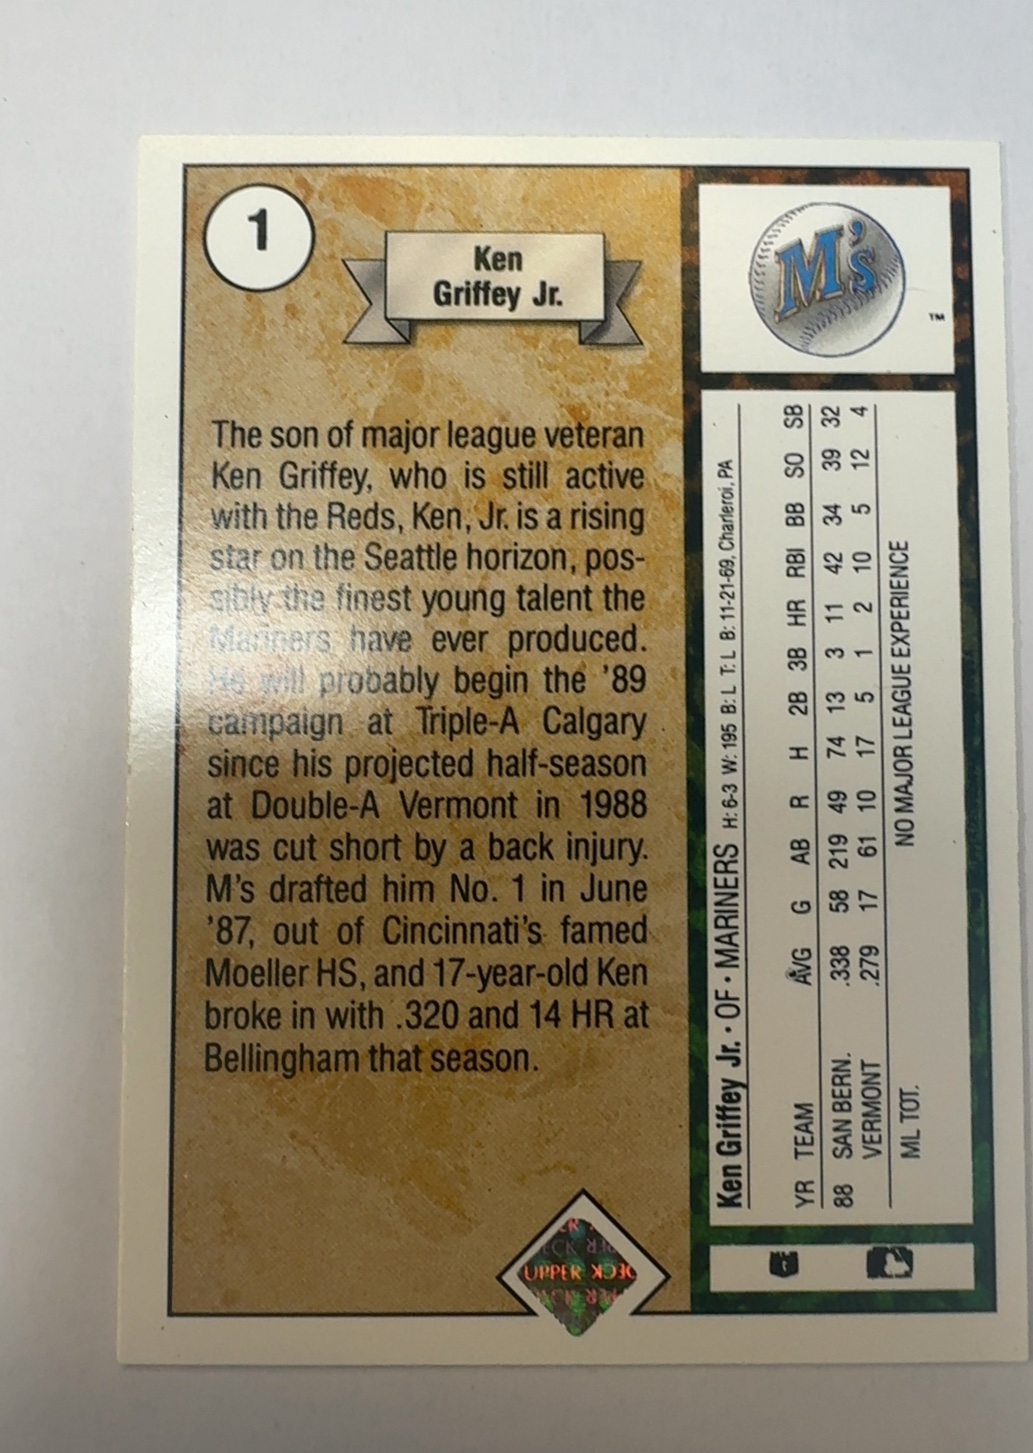 1
Ken
Griffey Jr.
The son of major league veteran
Ken Griffey, who is still active
with the Reds, Ken, Jr. is a rising
star on the Seattle horizon, pos-
sibly the finest young talent the
Mariners have ever produced.
He will probably begin the '89
campaign at Triple-A Calgary
since his projected half-season
at Double-A Vermont in 1988
was cut short by a back injury.
M's drafted him No. 1 in June
'87, out of Cincinnati's famed
Moeller HS, and 17-year-old Ken
broke in with .320 and 14 HR at
Bellingham that season.
UPPER DECK
M's
TM
Ken Griffey Jr. • OF • MARINERS H: 6-3 W: 195 B: L T: L B: 11-21-69, Charleroi, PA
YR TEAM AVG G AB R H 2B 3B HR RBI BB SO SB
88 SAN BERN. .338 58 219 49 74 13 3 11 42 34 39 32
VERMONT .279 17 61 10 17 5 1 2 10 5 12 4
ML TOT. NO MAJOR LEAGUE EXPERIENCE